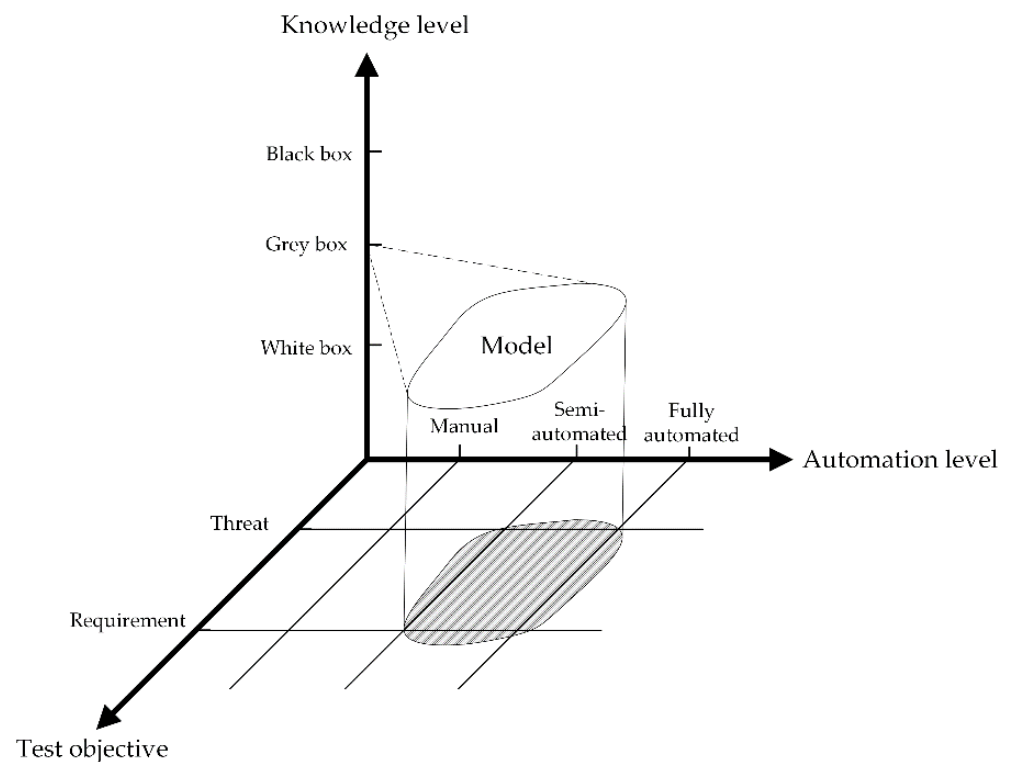 Knowledge level
Black box
Grey box
White box
Model
Manual
Semi-
automated
Fully
automated
Automation level
Threat
Requirement
Test objective